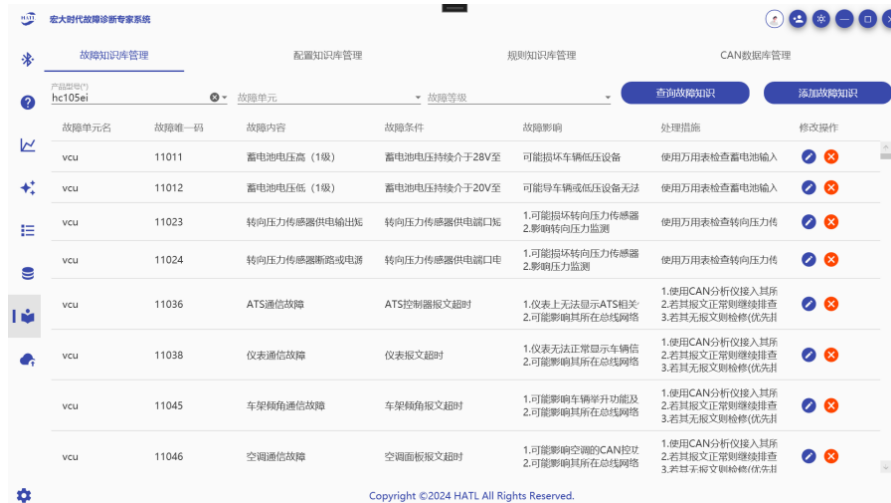 HATL 宏大时代故障诊断专家系统
故障知识库管理 配置知识库管理 规则知识库管理 CAN数据库管理
产品型号(*)
hc105ei 故障单元 故障等级 查询故障知识 添加故障知识
故障单元名 故障唯一码 故障内容 故障条件 故障影响 处理措施 修改操作
vcu 11011 蓄电池电压高（1级） 蓄电池电压持续介于28V至 可能损坏车辆低压设备 使用万用表检查蓄电池输入
vcu 11012 蓄电池电压低（1级） 蓄电池电压持续介于20V至 可能导车辆或低压设备无法 使用万用表检查蓄电池输入
vcu 11023 转向压力传感器供电输出短 转向压力传感器供电端口短 1.可能损坏转向压力传感器 使用万用表检查转向压力传
2.影响转向压力监测
vcu 11024 转向压力传感器断路或电源 转向压力传感器供电端口电 1.可能损坏转向压力传感器 使用万用表检查转向压力传
2.影响压力监测
vcu 11036 ATS通信故障 ATS控制器报文超时 1.仪表上无法显示ATS相关 1.使用CAN分析仪接入其所
2.可能影响其所在总线网络 2.若其报文正常则继续排查
3.若其无报文则检修(优先排
vcu 11038 仪表通信故障 仪表报文超时 1.仪表无法正常显示车辆信 1.使用CAN分析仪接入其所
2.可能影响其所在总线网络 2.若其报文正常则继续排查
3.若其无报文则检修(优先排
vcu 11045 车架倾角通信故障 车架倾角报文超时 1.可能影响车辆举升功能及 1.使用CAN分析仪接入其所
2.可能影响其所在总线网络 2.若其报文正常则继续排查
3.若其无报文则检修(优先排
vcu 11046 空调通信故障 空调面板报文超时 1.可能影响空调的CAN控功 1.使用CAN分析仪接入其所
2.可能影响其所在总线网络 2.若其报文正常则继续排查
3.若其无报文则检修(优先排
Copyright ©2024 HATL All Rights Reserved.